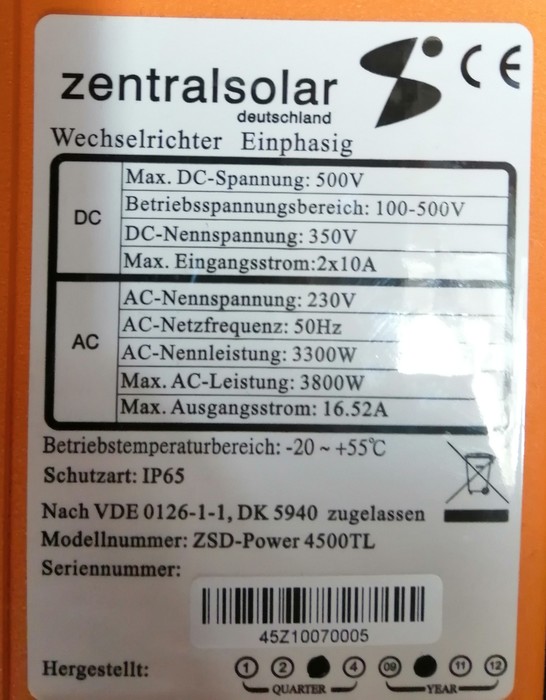 zentralsolar
deutschland
CE
Wechselrichter Einphasig
DC
Max. DC-Spannung: 500V
Betriebsspannungsbereich: 100-500V
DC-Nennspannung: 350V
Max. Eingangsstrom:2x10A
AC
AC-Nennspannung: 230V
AC-Netzfrequenz: 50Hz
AC-Nennleistung: 3300W
Max. AC-Leistung: 3800W
Max. Ausgangsstrom: 16.52A
Betriebstemperaturbereich: -20 ~ +55℃
Schutzart: IP65
Nach VDE 0126-1-1, DK 5940 zugelassen
Modellnummer: ZSD-Power 4500TL
Seriennummer:
45Z10070005
Hergestellt: 1 2 4 09 11 12
QUARTER YEAR